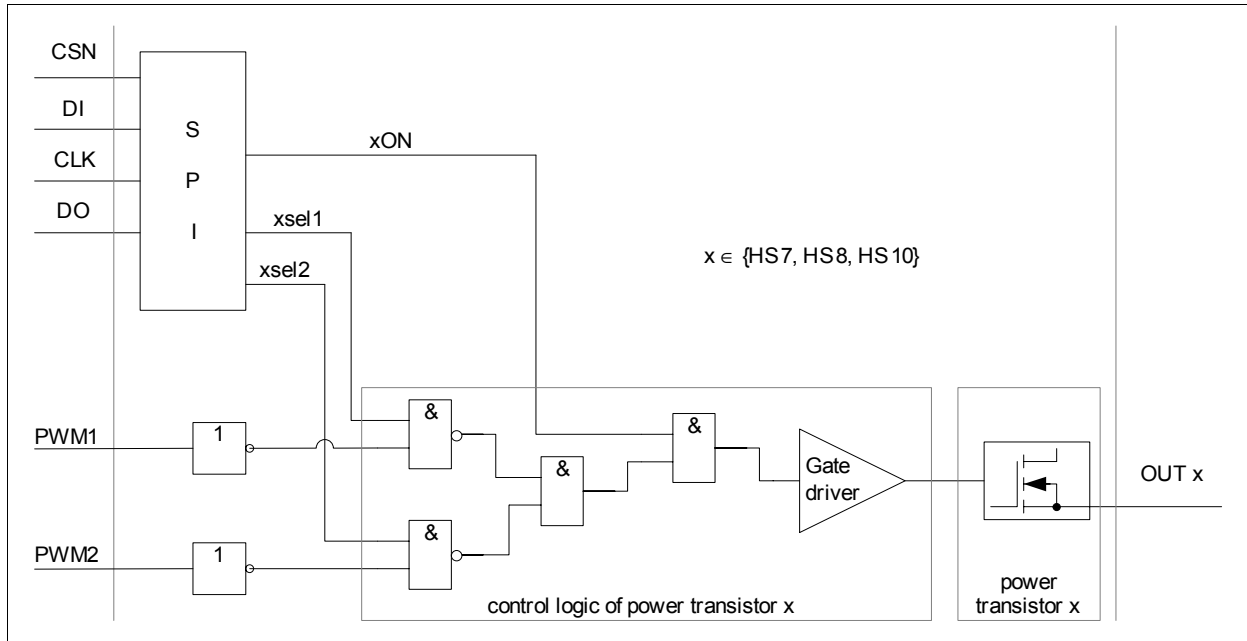 CSN
DI
CLK
DO
S
P
I
xON
xsel1
xsel2
x ∈ {HS7, HS8, HS10}
PWM1
1
&
&
&
Gate
driver
OUT x
PWM2
1
&
control logic of power transistor x
power
transistor x